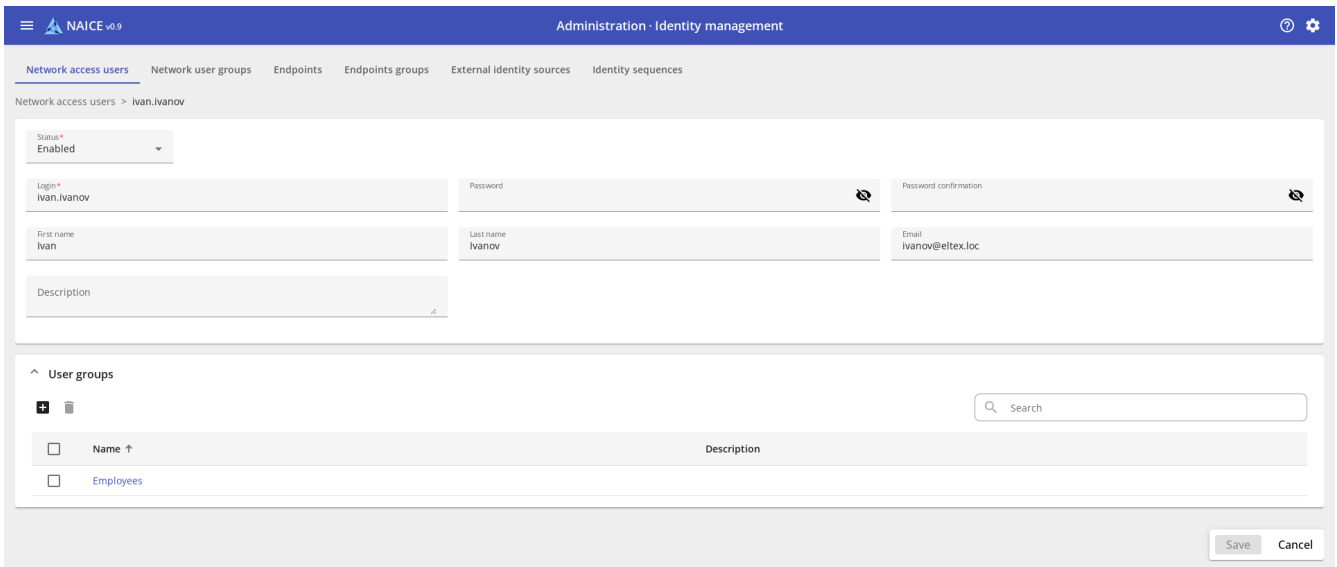 NAICE v0.9
Administration · Identity management
Network access users Network user groups Endpoints Endpoints groups External identity sources Identity sequences
Network access users > ivan.ivanov
Status*
Enabled
Login* Password Password confirmation
ivan.ivanov
First name Last name Email
Ivan Ivanov ivanov@eltex.loc
Description
User groups
Search
Name ↑ Description
Employees
Save Cancel